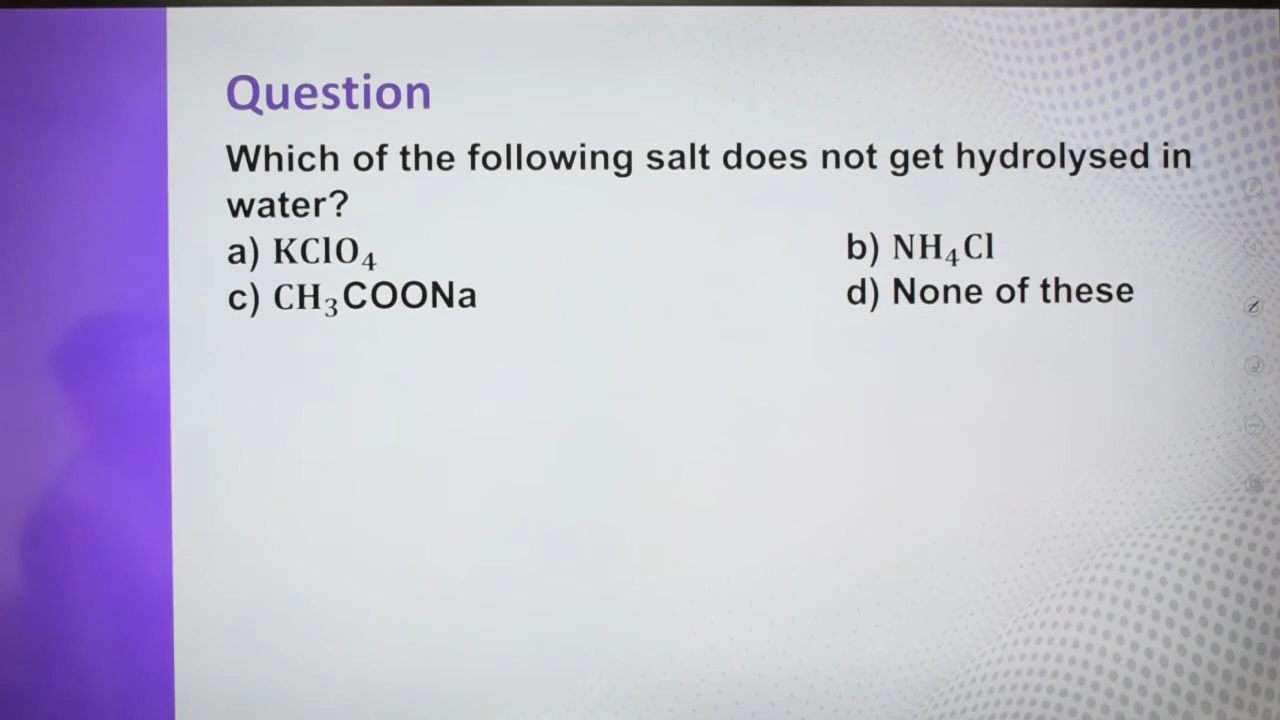 Question
Which of the following salt does not get hydrolysed in
water?
a) KClO₄ b) NH₄Cl
c) CH₃COONa d) None of these